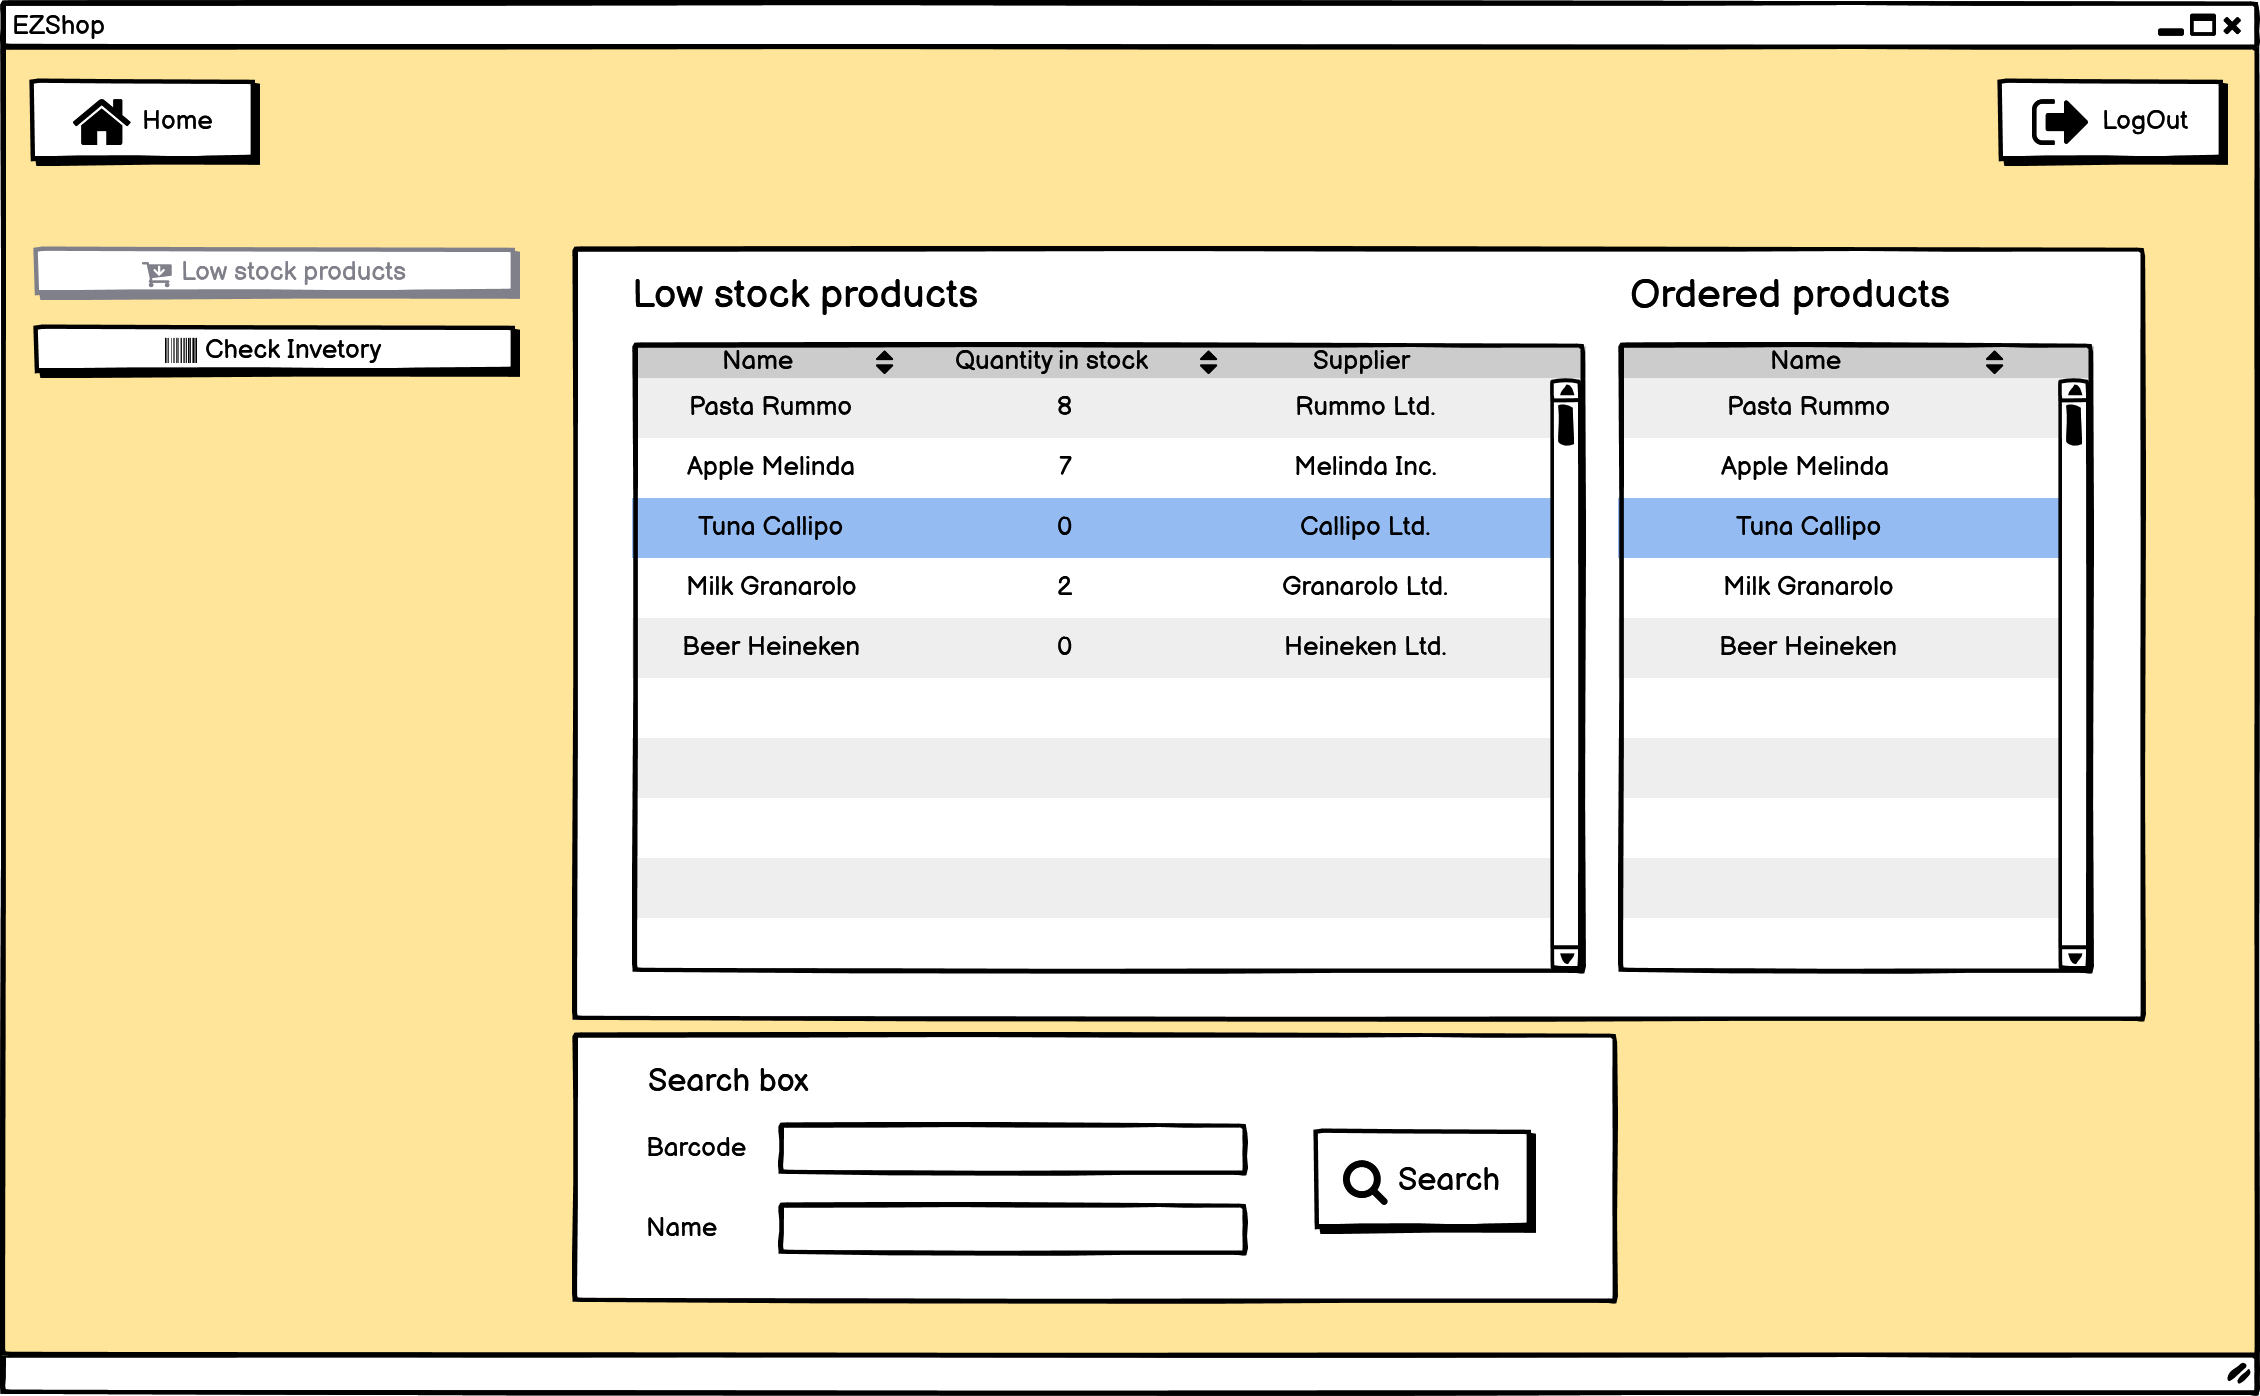 EZShop
Home
LogOut
Low stock products
Check Invetory
Low stock products
Name Quantity in stock Supplier
Pasta Rummo 8 Rummo Ltd.
Apple Melinda 7 Melinda Inc.
Tuna Callipo 0 Callipo Ltd.
Milk Granarolo 2 Granarolo Ltd.
Beer Heineken 0 Heineken Ltd.
Ordered products
Name
Pasta Rummo
Apple Melinda
Tuna Callipo
Milk Granarolo
Beer Heineken
Search box
Barcode
Name
Search